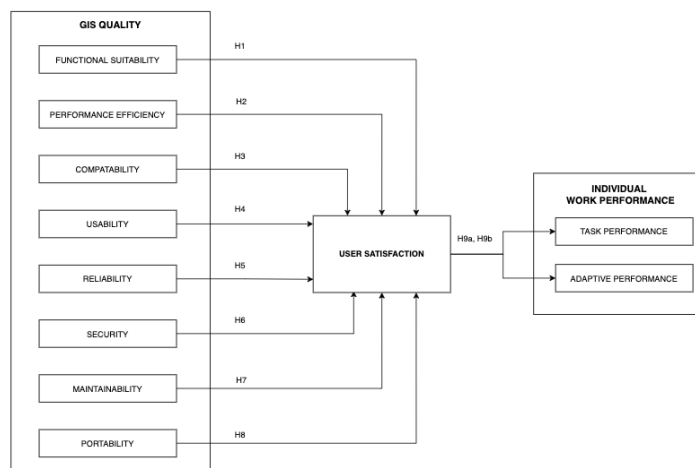 GIS QUALITY
FUNCTIONAL SUITABILITY
H1
PERFORMANCE EFFICIENCY
H2
COMPATABILITY
H3
USABILITY
H4
RELIABILITY
H5
SECURITY
H6
MAINTAINABILITY
H7
PORTABILITY
H8
USER SATISFACTION
H9a, H9b
INDIVIDUAL
WORK PERFORMANCE
TASK PERFORMANCE
ADAPTIVE PERFORMANCE